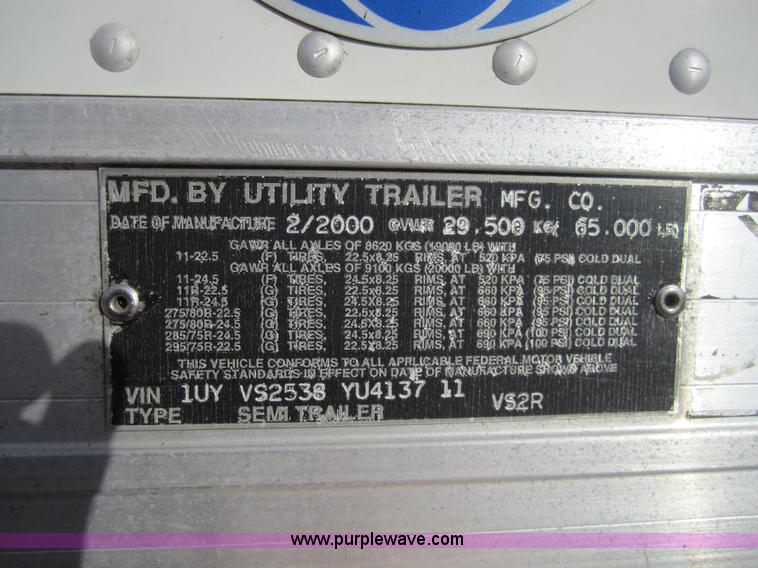 MFD. BY UTILITY TRAILER MFG. CO.
DATE OF MANUFACTURE 2/2000 GVWR 29.500 KG( 65.000 LB)
GAWR ALL AXLES OF 8620 KGS (19000 LB) WITH
11-22.5 (F) TIRES, 22.5x8.25 RIMS, AT 520 KPA (75 PSI) COLD DUAL
GAWR ALL AXLES OF 9100 KGS (20000 LB) WITH
11-24.5 (F) TIRES, 24.5x8.25 RIMS, AT 520 KPA (75 PSI) COLD DUAL
11R-22.5 (G) TIRES, 22.5x8.25 RIMS, AT 660 KPA (95 PSI) COLD DUAL
11R-24.5 (G) TIRES, 24.5x8.25 RIMS, AT 660 KPA (95 PSI) COLD DUAL
275/80R-22.5 (G) TIRES, 22.5x8.25 RIMS, AT 660 KPA (95 PSI) COLD DUAL
275/80R-24.5 (G) TIRES, 24.5x8.25 RIMS, AT 660 KPA (95 PSI) COLD DUAL
285/75R-24.5 (G) TIRES, 24.5x8.25 RIMS, AT 690 KPA (100 PSI) COLD DUAL
295/75R-22.5 (G) TIRES, 22.5x8.25 RIMS, AT 690 KPA (100 PSI) COLD DUAL
THIS VEHICLE CONFORMS TO ALL APPLICABLE FEDERAL MOTOR VEHICLE
SAFETY STANDARDS IN EFFECT ON DATE OF MANUFACTURE SHOWN ABOVE
VIN 1UY VS2538 YU4137 11
TYPE SEMI TRAILER VS2R
www.purplewave.com